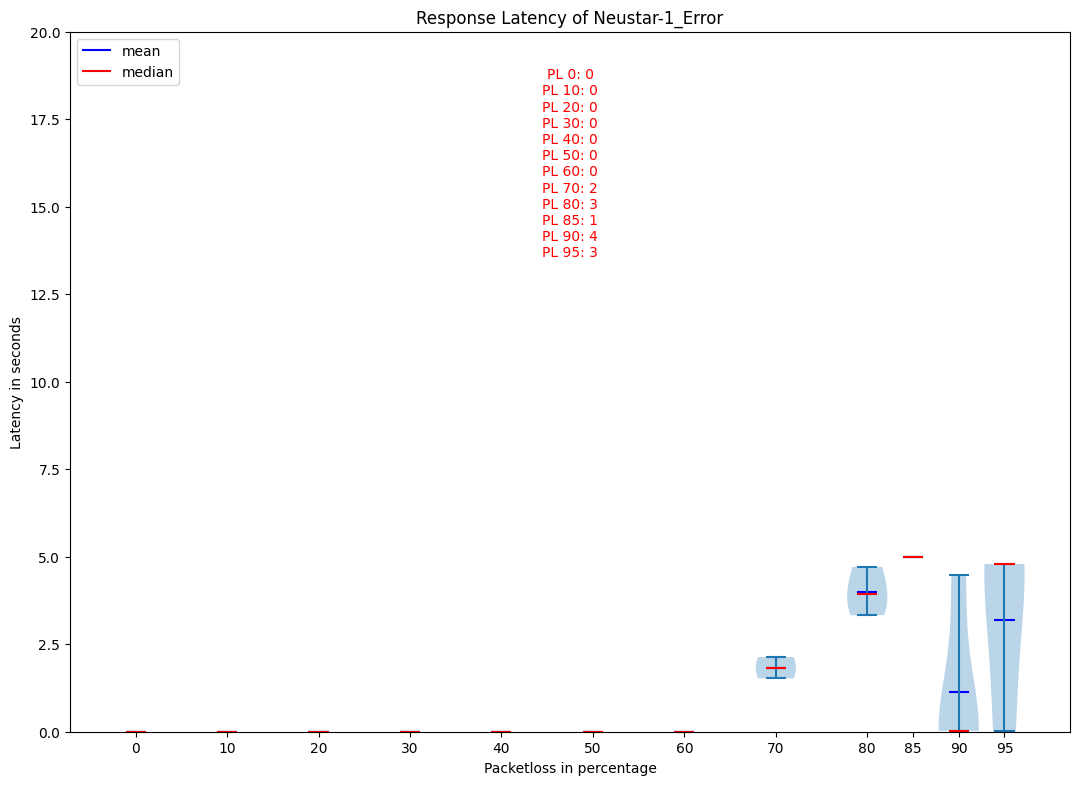 Response Latency of Neustar-1_Error
mean
median
PL 0: 0
PL 10: 0
PL 20: 0
PL 30: 0
PL 40: 0
PL 50: 0
PL 60: 0
PL 70: 2
PL 80: 3
PL 85: 1
PL 90: 4
PL 95: 3
Latency in seconds
20.0
17.5
15.0
12.5
10.0
7.5
5.0
2.5
0.0
0 10 20 30 40 50 60 70 80 85 90 95
Packetloss in percentage